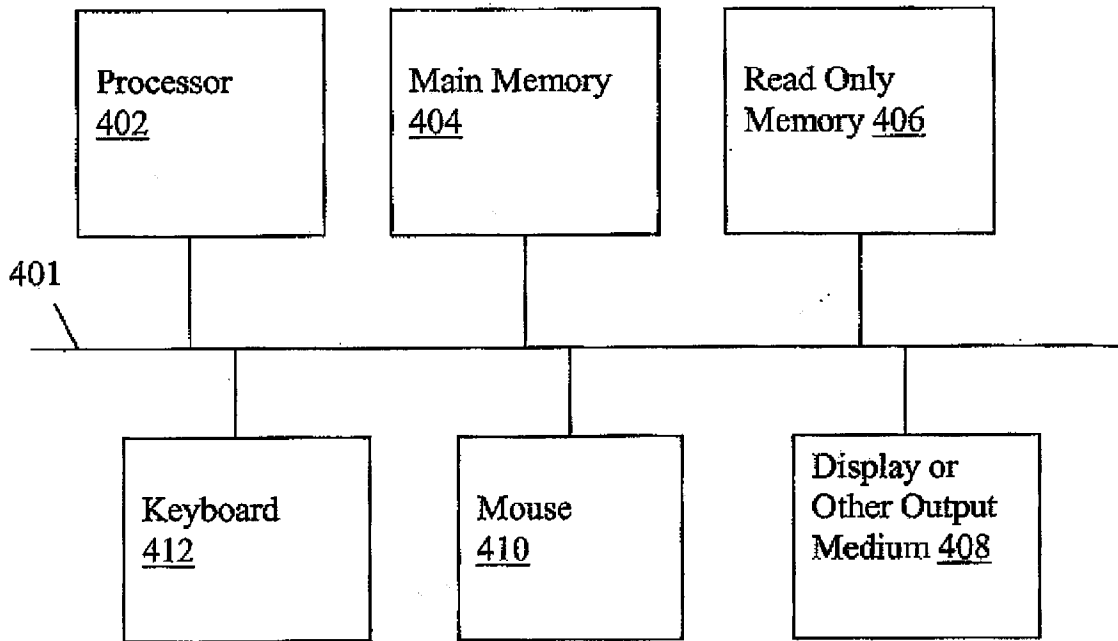 Processor
402
Main Memory
404
Read Only
Memory 406
401
Keyboard
412
Mouse
410
Display or
Other Output
Medium 408